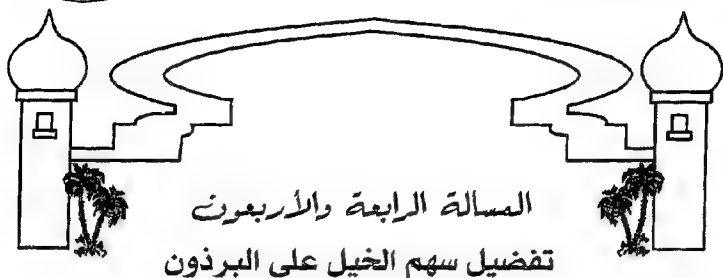 المسالة الرابعة والأربعون
تفضيل سهم الخيل على البرذون